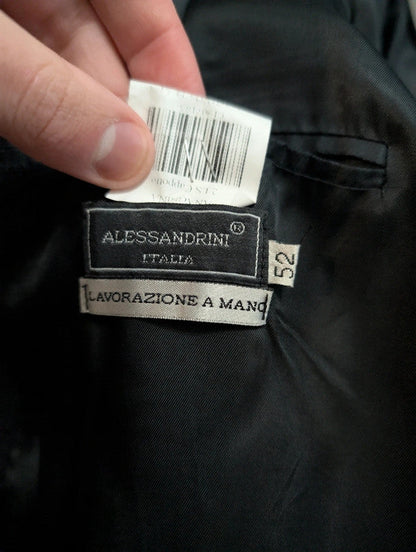 ALESSANDRINI ®
ITALIA
52
LAVORAZIONE A MANO